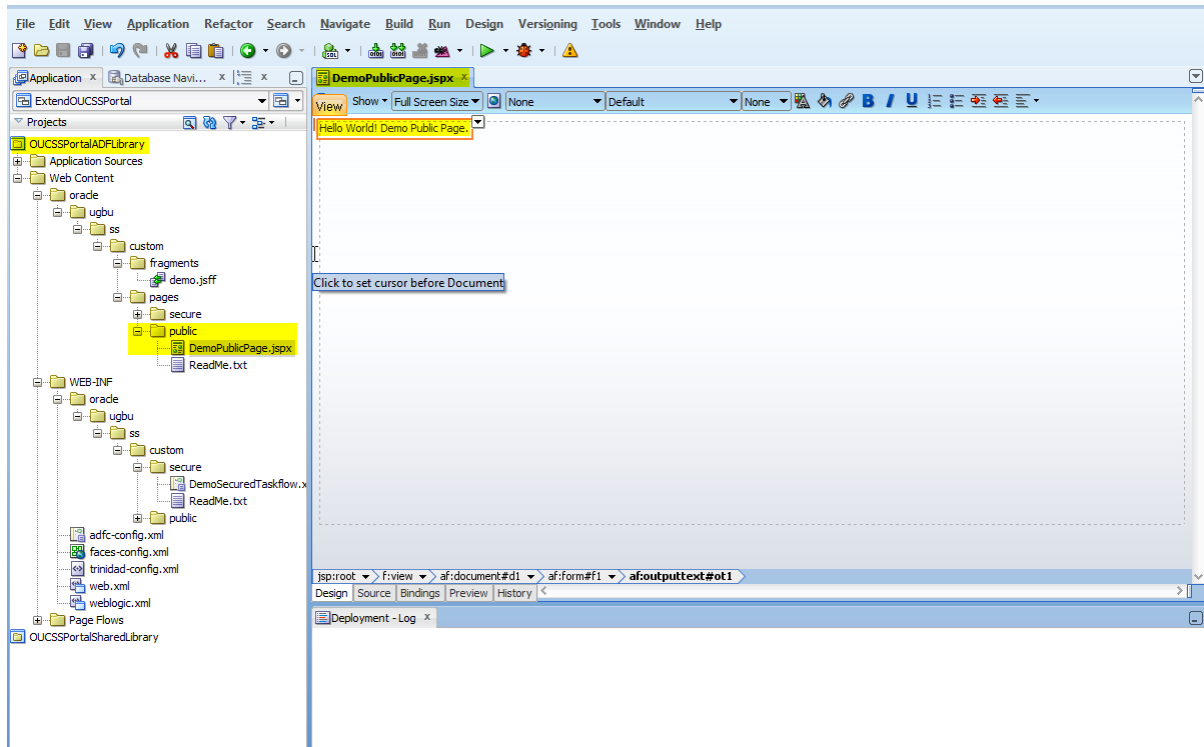 File Edit View Application Refactor Search Navigate Build Run Design Versioning Tools Window Help
Application x Database Navi... x x
DemoPublicPage.jspx x
ExtendOUCSSPortal
View Show Full Screen Size None Default None B I U
Projects
Hello World! Demo Public Page.
OUCSSPortalADFLibrary
Application Sources
Web Content
oracle
ugbu
ss
custom
fragments
demo.jsff
Click to set cursor before Document
pages
secure
public
DemoPublicPage.jspx
ReadMe.txt
WEB-INF
oracle
ugbu
ss
custom
secure
DemoSecuredTaskflow.x
ReadMe.txt
public
adfc-config.xml
faces-config.xml
trinidad-config.xml
web.xml
weblogic.xml
Page Flows
OUCSSPortalSharedLibrary
jsp:root f:view af:document#d1 af:form#f1 af:outputtext#ot1
Design Source Bindings Preview History
Deployment - Log x